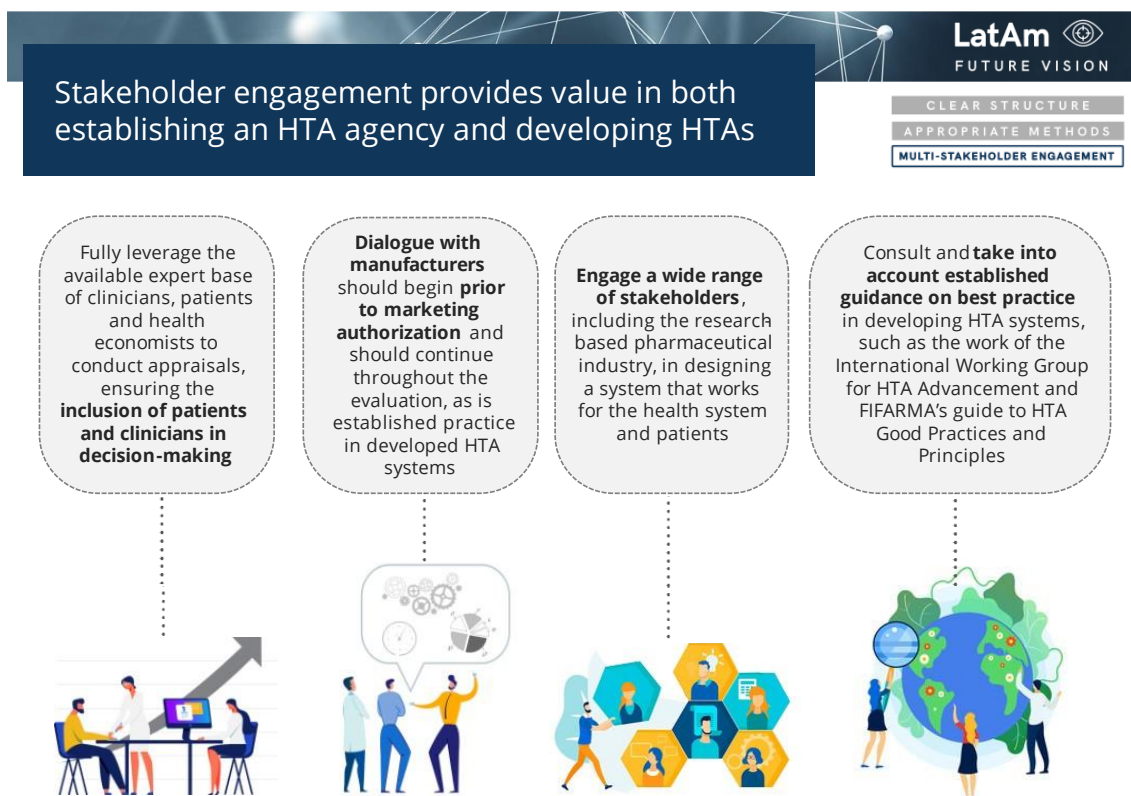 LatAm
FUTURE VISION
Stakeholder engagement provides value in both
establishing an HTA agency and developing HTAs
CLEAR STRUCTURE
APPROPRIATE METHODS
MULTI-STAKEHOLDER ENGAGEMENT
Fully leverage the
available expert base
of clinicians, patients
and health
economists to
conduct appraisals,
ensuring the
inclusion of patients
and clinicians in
decision-making
Dialogue with
manufacturers
should begin prior
to marketing
authorization and
should continue
throughout the
evaluation, as is
established practice
in developed HTA
systems
Engage a wide range
of stakeholders,
including the research-
based pharmaceutical
industry, in designing
a system that works
for the health system
and patients
Consult and take into
account established
guidance on best practice
in developing HTA systems,
such as the work of the
International Working Group
for HTA Advancement and
FIFARMA's guide to HTA
Good Practices and
Principles